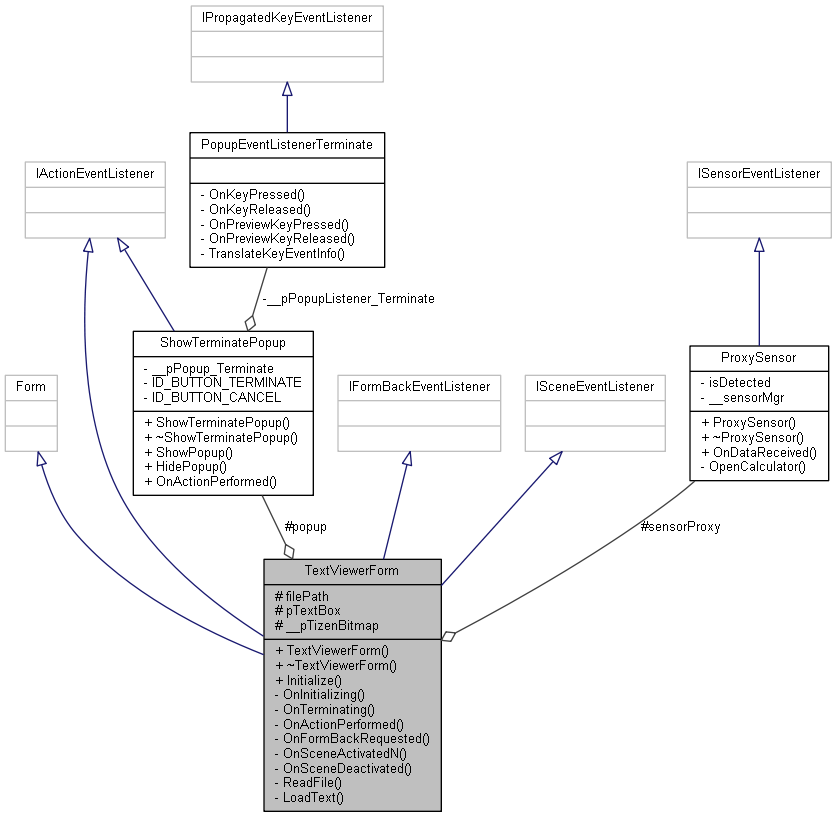 IPropagatedKeyEventListener
PopupEventListenerTerminate
- OnKeyPressed()
- OnKeyReleased()
- OnPreviewKeyPressed()
- OnPreviewKeyReleased()
- TranslateKeyEventInfo()
IActionEventListener
ISensorEventListener
-__pPopupListener_Terminate
ShowTerminatePopup
- __pPopup_Terminate
- ID_BUTTON_TERMINATE
- ID_BUTTON_CANCEL
+ ShowTerminatePopup()
+ ~ShowTerminatePopup()
+ ShowPopup()
+ HidePopup()
+ OnActionPerformed()
ProxySensor
- isDetected
- __sensorMgr
+ ProxySensor()
+ ~ProxySensor()
+ OnDataReceived()
- OpenCalculator()
Form
IFormBackEventListener
ISceneEventListener
#popup
#sensorProxy
TextViewerForm
# filePath
# pTextBox
# __pTizenBitmap
+ TextViewerForm()
+ ~TextViewerForm()
+ Initialize()
- OnInitializing()
- OnTerminating()
- OnActionPerformed()
- OnFormBackRequested()
- OnSceneActivatedN()
- OnSceneDeactivated()
- ReadFile()
- LoadText()